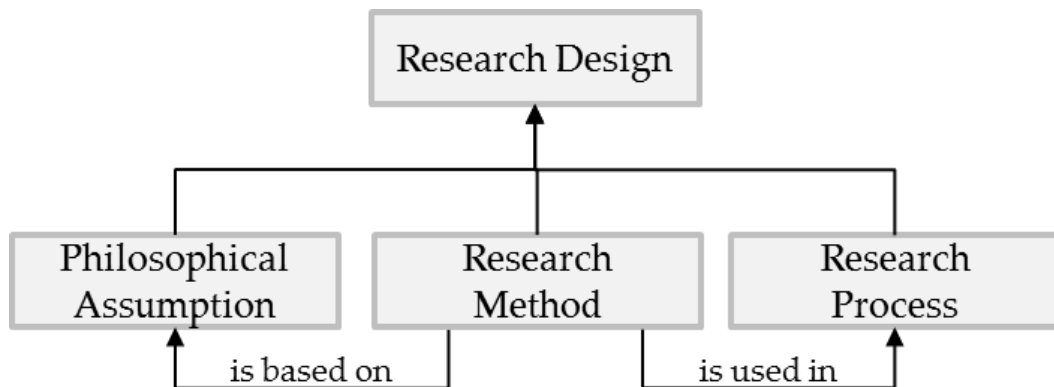 Research Design
Philosophical
Assumption
Research
Method
Research
Process
is based on
is used in